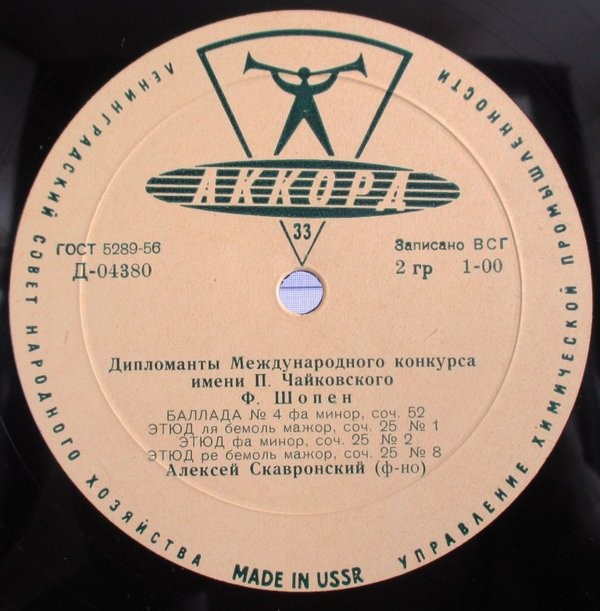 ЛЕНИНГРАДСКИЙ СОВЕТ НАРОДНОГО ХОЗЯЙСТВА
УПРАВЛЕНИЕ ХИМИЧЕСКОЙ ПРОМЫШЛЕННОСТИ
АККОРД
33
ГОСТ 5289-56
Д-04380
Записано ВСГ
2 гр 1-00
Дипломанты Международного конкурса
имени П. Чайковского
Ф. Шопен
БАЛЛАДА № 4 фа минор, соч. 52
ЭТЮД ля бемоль мажор, соч. 25 № 1
ЭТЮД фа минор, соч. 25 № 2
ЭТЮД ре бемоль мажор, соч. 25 № 8
Алексей Скавронский (ф-но)
MADE IN USSR